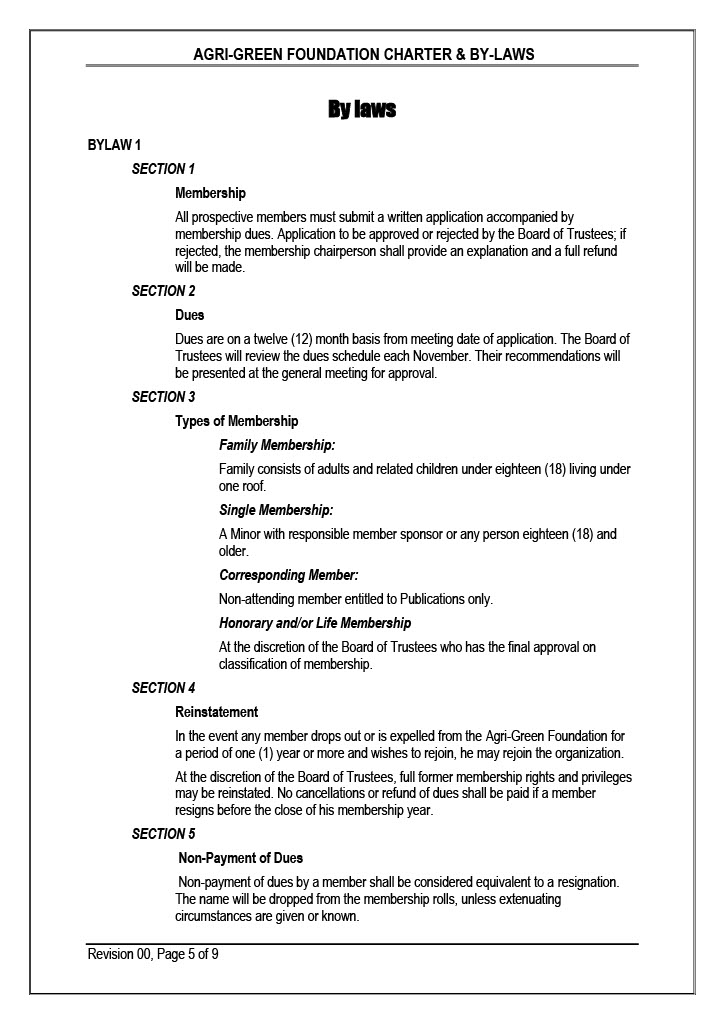 AGRI-GREEN FOUNDATION CHARTER & BY-LAWS
By laws
BYLAW 1
SECTION 1
Membership
All prospective members must submit a written application accompanied by
membership dues. Application to be approved or rejected by the Board of Trustees; if
rejected, the membership chairperson shall provide an explanation and a full refund
will be made.
SECTION 2
Dues
Dues are on a twelve (12) month basis from meeting date of application. The Board of
Trustees will review the dues schedule each November. Their recommendations will
be presented at the general meeting for approval.
SECTION 3
Types of Membership
Family Membership:
Family consists of adults and related children under eighteen (18) living under
one roof.
Single Membership:
A Minor with responsible member sponsor or any person eighteen (18) and
older.
Corresponding Member:
Non-attending member entitled to Publications only.
Honorary and/or Life Membership
At the discretion of the Board of Trustees who has the final approval on
classification of membership.
SECTION 4
Reinstatement
In the event any member drops out or is expelled from the Agri-Green Foundation for
a period of one (1) year or more and wishes to rejoin, he may rejoin the organization.
At the discretion of the Board of Trustees, full former membership rights and privileges
may be reinstated. No cancellations or refund of dues shall be paid if a member
resigns before the close of his membership year.
SECTION 5
Non-Payment of Dues
Non-payment of dues by a member shall be considered equivalent to a resignation.
The name will be dropped from the membership rolls, unless extenuating
circumstances are given or known.
Revision 00, Page 5 of 9